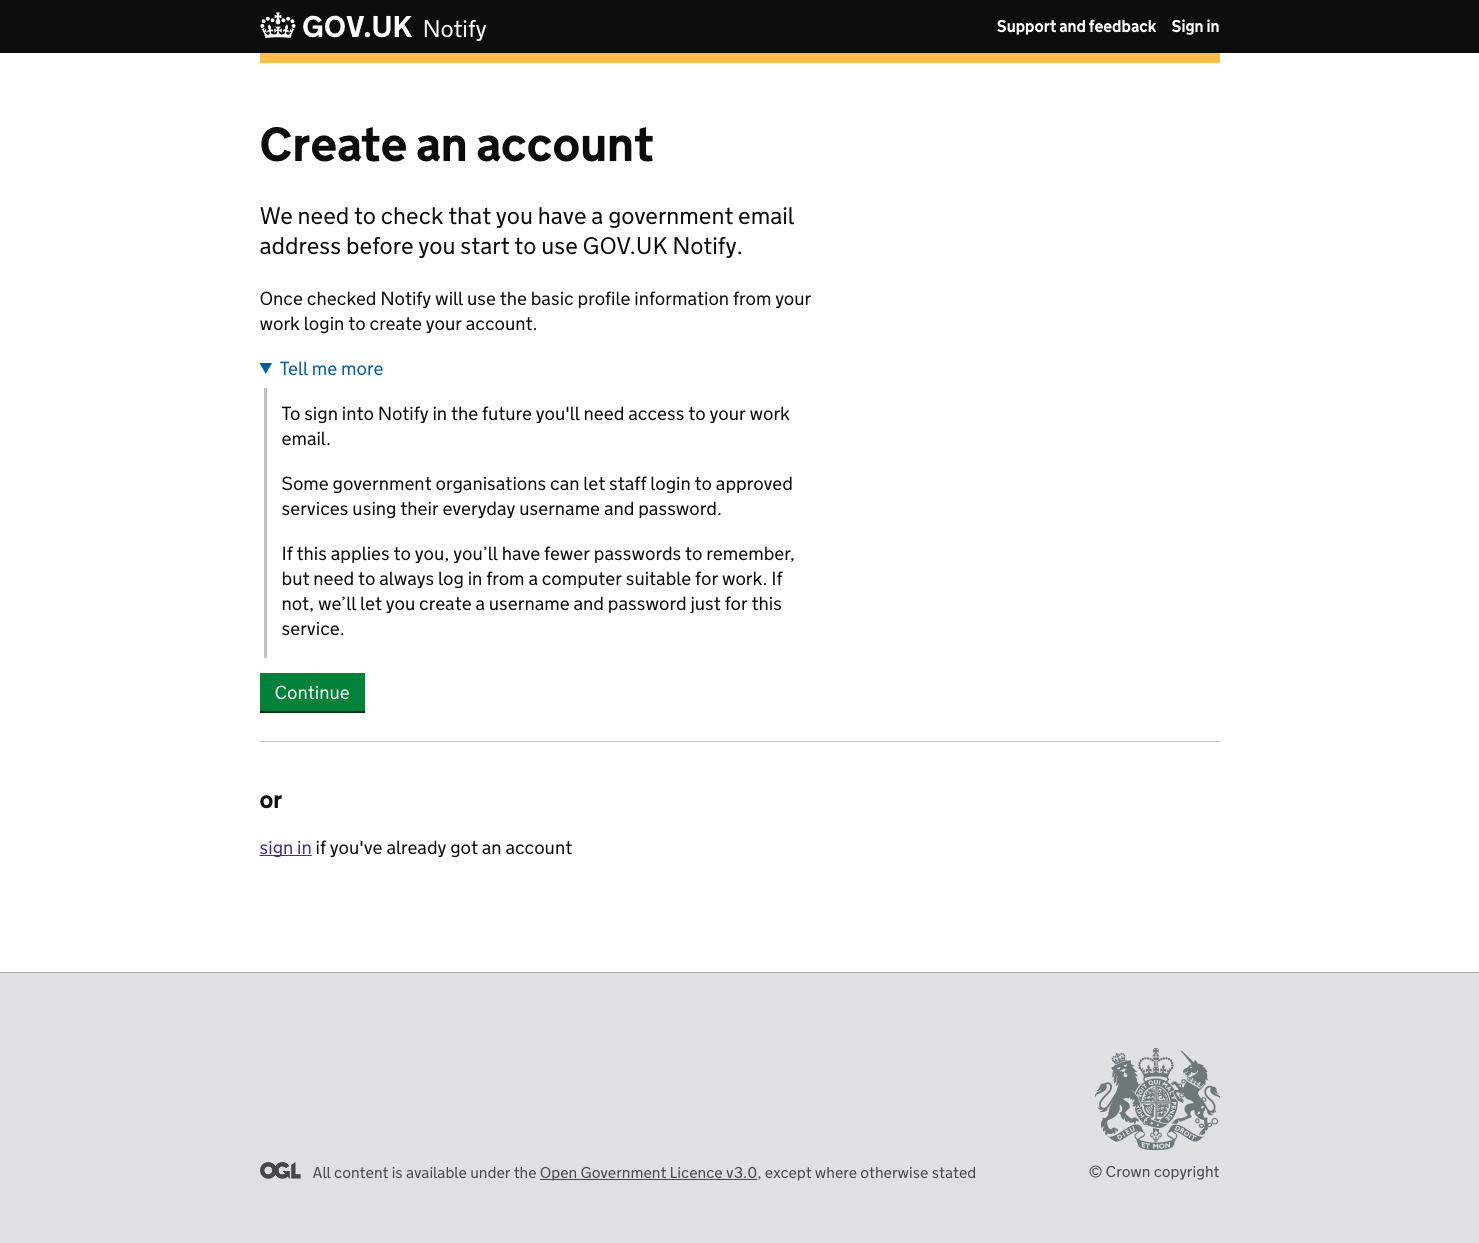 GOV.UK Notify
Support and feedback Sign in
Create an account
We need to check that you have a government email
address before you start to use GOV.UK Notify.
Once checked Notify will use the basic profile information from your
work login to create your account.
Tell me more
To sign into Notify in the future you'll need access to your work
email.
Some government organisations can let staff login to approved
services using their everyday username and password.
If this applies to you, you’ll have fewer passwords to remember,
but need to always log in from a computer suitable for work. If
not, we’ll let you create a username and password just for this
service.
Continue
or
sign in if you've already got an account
OGL All content is available under the Open Government Licence v3.0, except where otherwise stated
DIEU ET MON DROIT
© Crown copyright